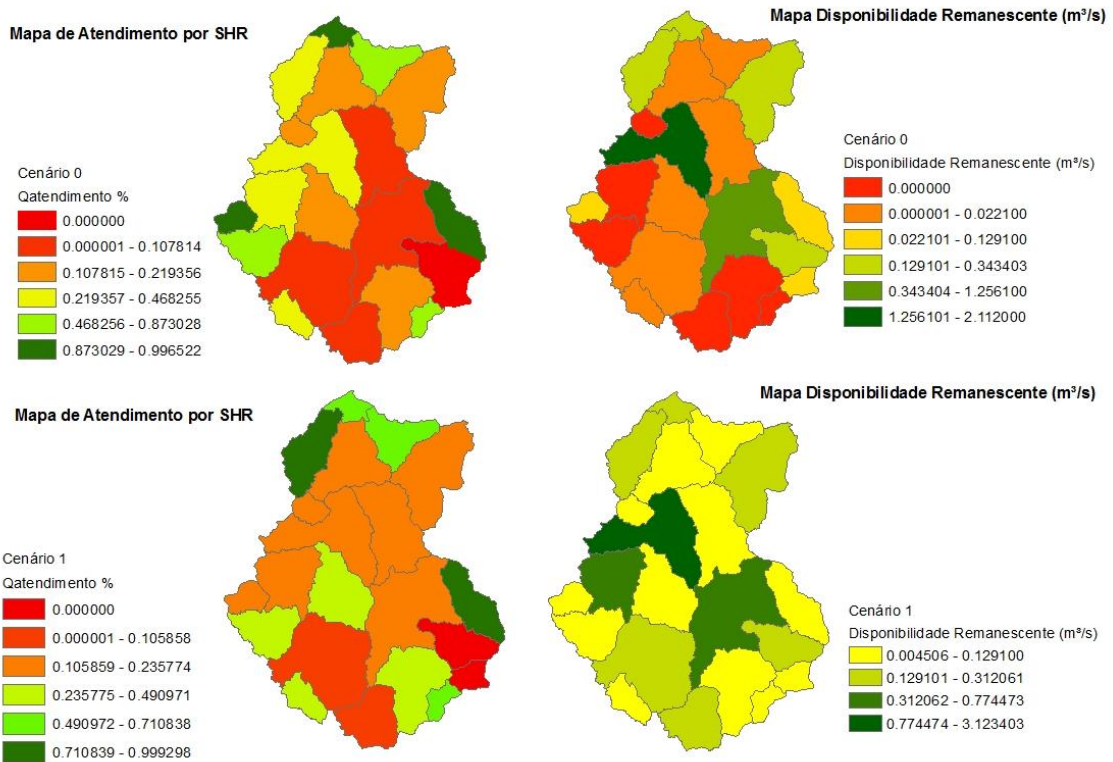 Mapa de Atendimento por SHR
Cenário 0
Qatendimento %
0.000000
0.000001 - 0.107814
0.107815 - 0.219356
0.219357 - 0.468255
0.468256 - 0.873028
0.873029 - 0.996522
Mapa Disponibilidade Remanescente (m³/s)
Cenário 0
Disponibilidade Remanescente (m³/s)
0.000000
0.000001 - 0.022100
0.022101 - 0.129100
0.129101 - 0.343403
0.343404 - 1.256100
1.256101 - 2.112000
Mapa de Atendimento por SHR
Cenário 1
Qatendimento %
0.000000
0.000001 - 0.105858
0.105859 - 0.235774
0.235775 - 0.490971
0.490972 - 0.710838
0.710839 - 0.999298
Mapa Disponibilidade Remanescente (m³/s)
Cenário 1
Disponibilidade Remanescente (m³/s)
0.004506 - 0.129100
0.129101 - 0.312061
0.312062 - 0.774473
0.774474 - 3.123403